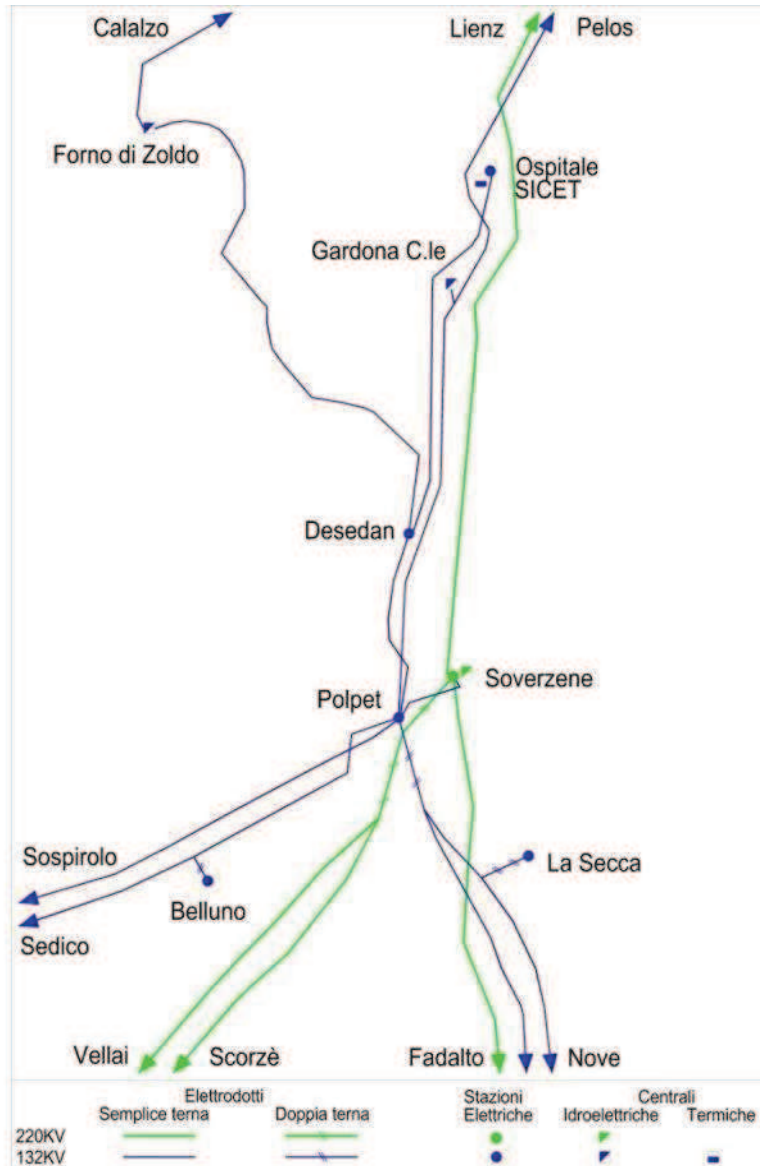 Calalzo
Lienz
Pelos
Forno di Zoldo
Ospitale
SICET
Gardona C.le
Desedan
Soverzene
Polpet
Sospirolo
La Secca
Belluno
Sedico
Vellai
Scorzè
Fadalto
Nove
Elettrodotti
Semplice terna
Doppia terna
Stazioni
Elettriche
Centrali
Idroelettriche
Termiche
220KV
132KV